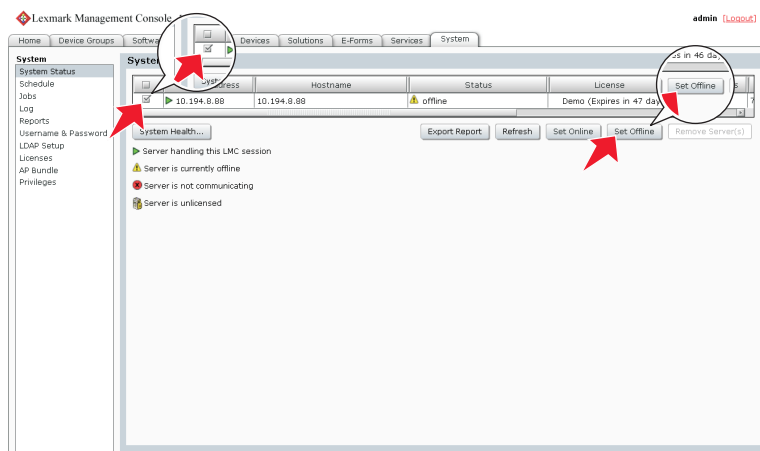 Lexmark Management Console
admin [Logout]
Home Device Groups Softwa Devices Solutions E-Forms Services System
System
System Status
Schedule
Jobs
Log
Reports
Username & Password
LDAP Setup
Licenses
AP Bundle
Privileges
System
es in 46 day
Set Offline
Hostname Status License
10.194.8.88 10.194.8.88 offline Demo (Expires in 47 day
System Health... Export Report Refresh Set Online Set Offline Remove Server(s)
Server handling this LMC session
Server is currently offline
Server is not communicating
Server is unlicensed